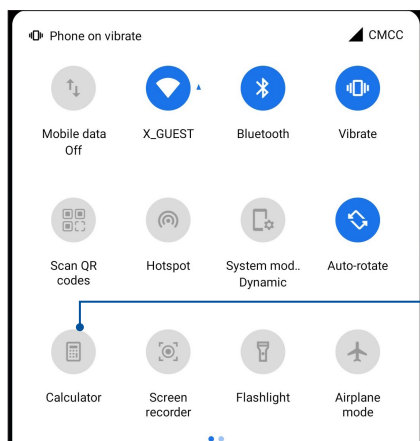 Phone on vibrate CMCC
Mobile data X_GUEST Bluetooth Vibrate
Off
Scan QR Hotspot System mod.. Auto-rotate
codes Dynamic
Calculator Screen Flashlight Airplane
recorder mode